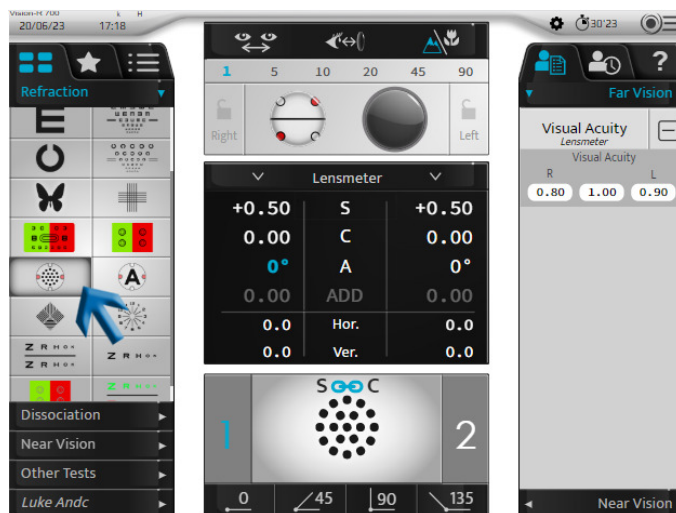 Vision-R 700
20/06/23 17:18
30'23
Refraction
E
A
Z R H O N
Z R H O N
Z R H O N
Dissociation
Near Vision
Other Tests
Luke Andc
1 5 10 20 45 90
Right
Left
Lensmeter
+0.50 S +0.50
0.00 C 0.00
0° A 0°
0.00 ADD 0.00
0.0 Hor. 0.0
0.0 Ver. 0.0
S C
1 2
0 45 90 135
?
Far Vision
Visual Acuity
Lensmeter
Visual Acuity
R L
0.80 1.00 0.90
Near Vision